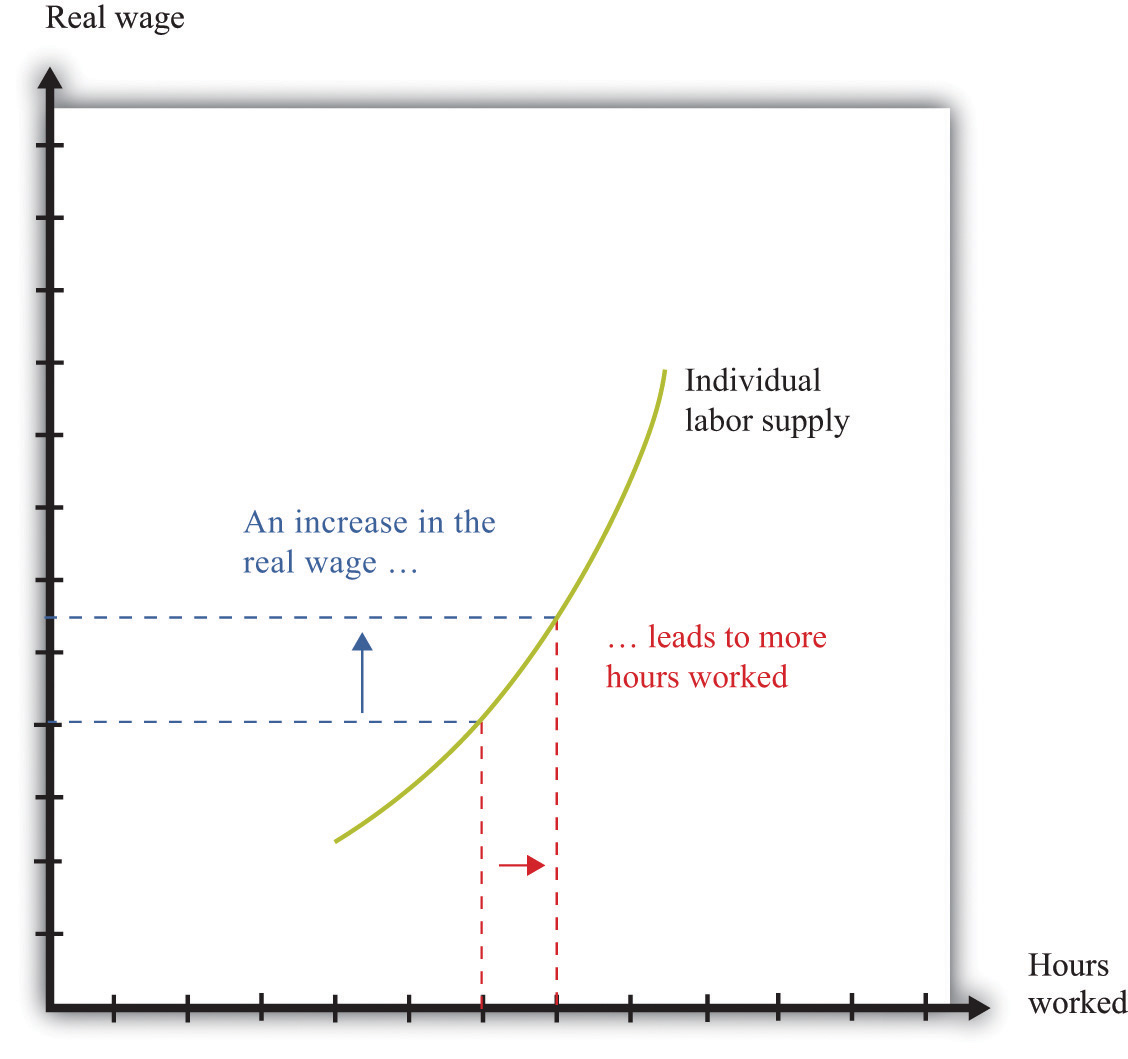 Real wage
Individual
labor supply
An increase in the
real wage …
… leads to more
hours worked
Hours
worked